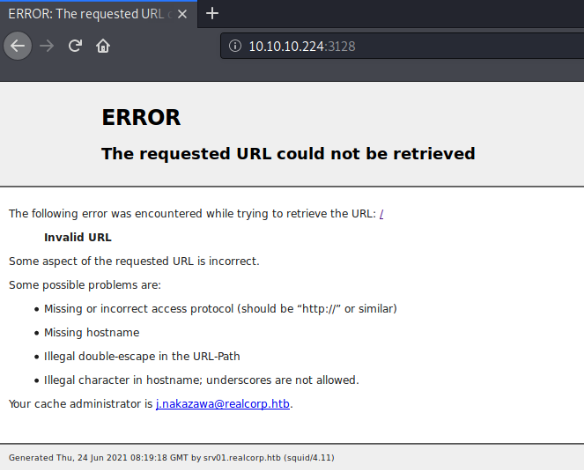 ERROR: The requested URL
10.10.10.224:3128
ERROR
The requested URL could not be retrieved
The following error was encountered while trying to retrieve the URL: /
Invalid URL
Some aspect of the requested URL is incorrect.
Some possible problems are:
• Missing or incorrect access protocol (should be “http://” or similar)
• Missing hostname
• Illegal double-escape in the URL-Path
• Illegal character in hostname; underscores are not allowed.
Your cache administrator is j.nakazawa@realcorp.htb.
Generated Thu, 24 Jun 2021 08:19:18 GMT by srv01.realcorp.htb (squid/4.11)